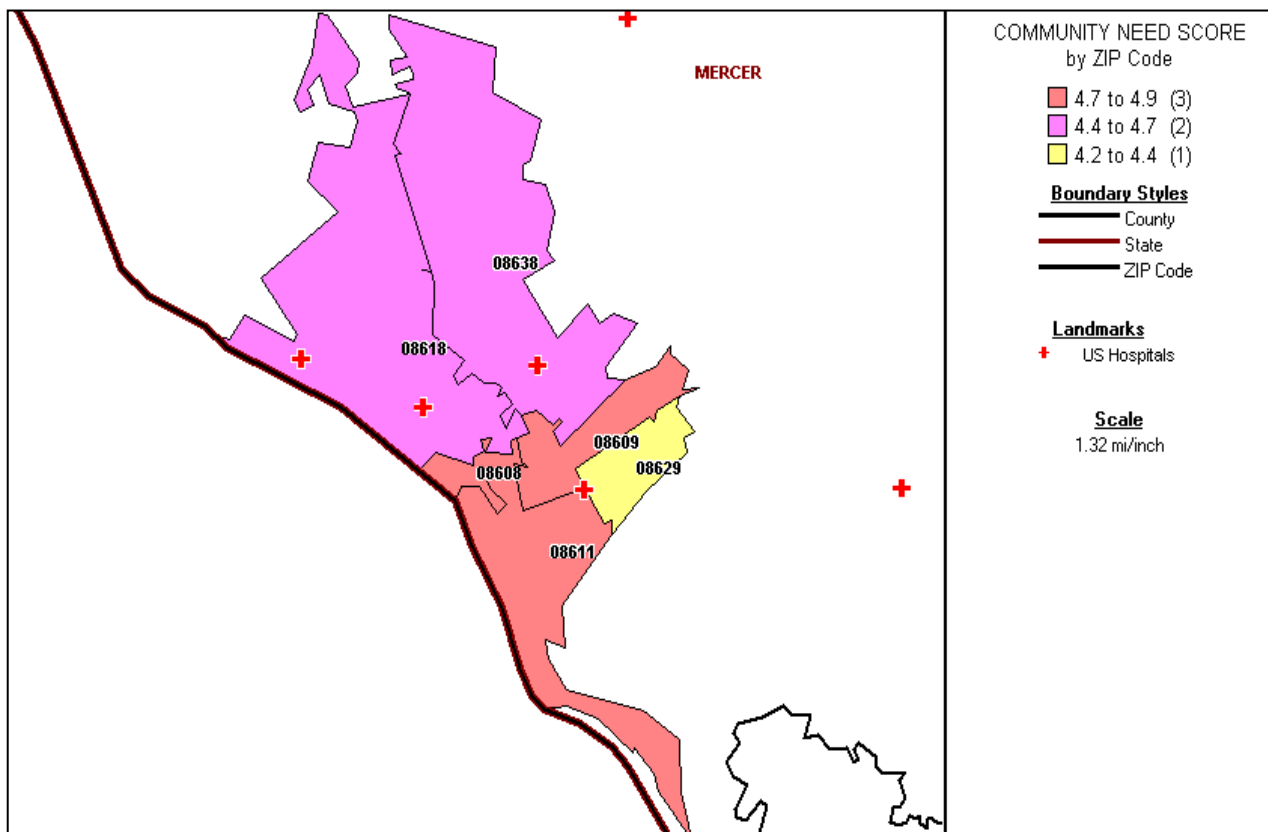 MERCER
08638
08618
08609
08608
08629
08611
COMMUNITY NEED SCORE
by ZIP Code
4.7 to 4.9 (3)
4.4 to 4.7 (2)
4.2 to 4.4 (1)
Boundary Styles
County
State
ZIP Code
Landmarks
US Hospitals
Scale
1.32 mi/inch